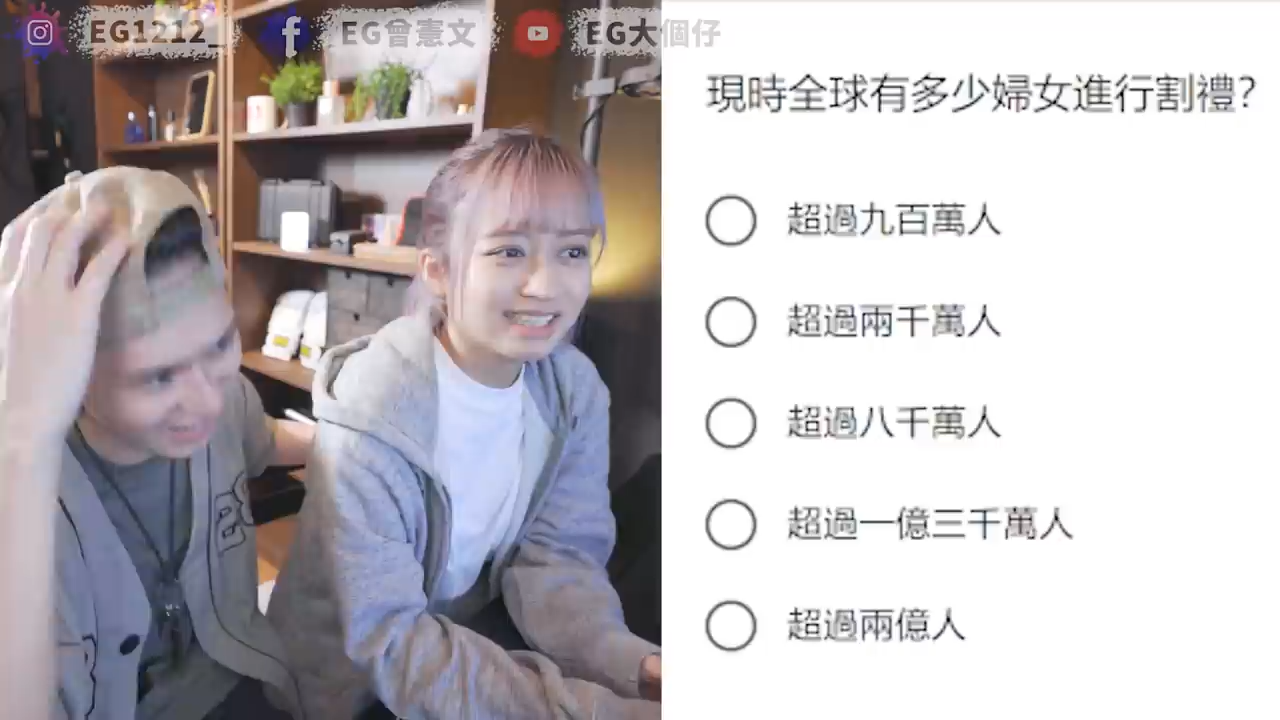 EG1212_
EG曾憲文
EG大個仔
現時全球有多少婦女進行割禮?
超過九百萬人
超過兩千萬人
超過八千萬人
超過一億三千萬人
超過兩億人